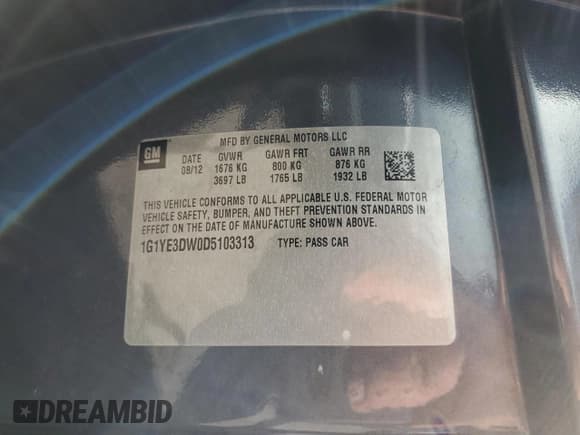 MFD BY GENERAL MOTORS LLC
GM
DATE GVWR GAWR FRT GAWR RR
08/12 1676 KG 800 KG 876 KG
3697 LB 1765 LB 1932 LB
THIS VEHICLE CONFORMS TO ALL APPLICABLE U.S. FEDERAL MOTOR
VEHICLE SAFETY, BUMPER, AND THEFT PREVENTION STANDARDS IN
EFFECT ON THE DATE OF MANUFACTURE SHOWN ABOVE.
1G1YE3DW0D5103313 TYPE: PASS CAR
DREAMBID